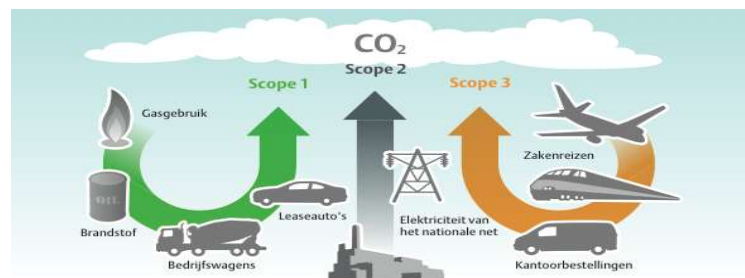 CO₂
Scope 1
Scope 2
Scope 3
Gasgebruik
OIL
Brandstof
Bedrijfswagens
Leaseauto's
Elektriciteit van
het nationale net
Zakenreizen
Kantoorbestellingen